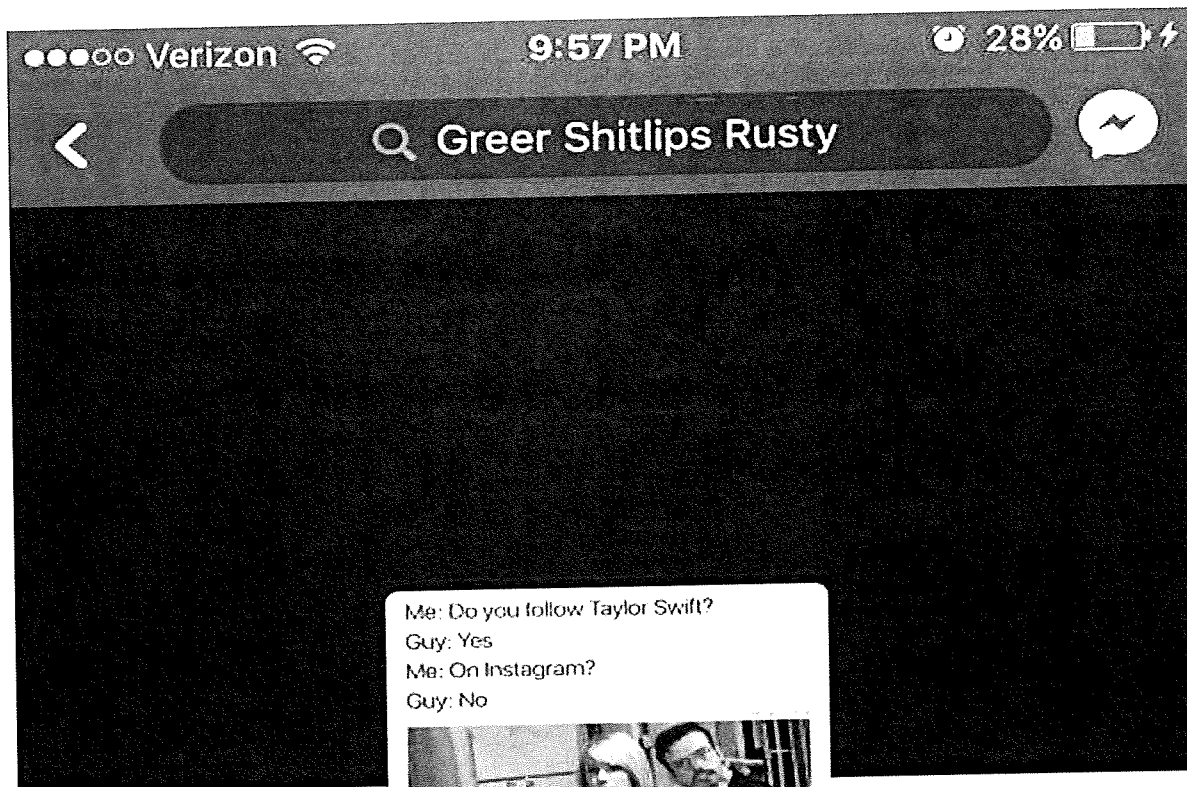 Verizon
9:57 PM
28%
Greer Shitlips Rusty
Me: Do you follow Taylor Swift?
Guy: Yes
Me: On Instagram?
Guy: No